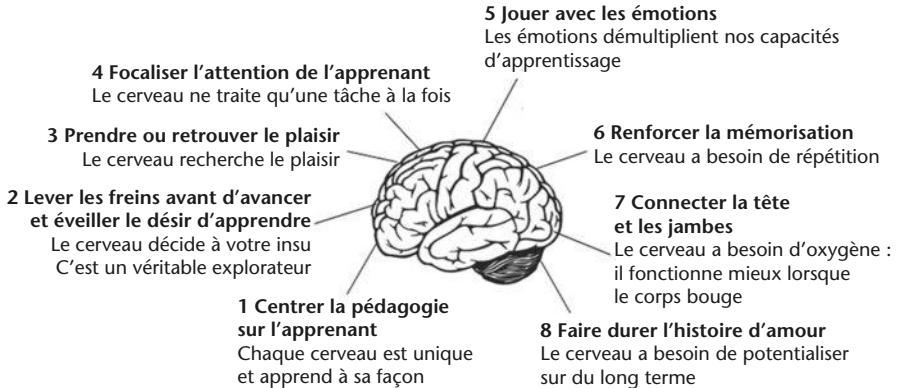 5 Jouer avec les émotions
Les émotions démultiplient nos capacités
d'apprentissage
4 Focaliser l'attention de l'apprenant
Le cerveau ne traite qu'une tâche à la fois
3 Prendre ou retrouver le plaisir
Le cerveau recherche le plaisir
6 Renforcer la mémorisation
Le cerveau a besoin de répétition
2 Lever les freins avant d'avancer
et éveiller le désir d'apprendre
Le cerveau décide à votre insu
C'est un véritable explorateur
7 Connecter la tête
et les jambes
Le cerveau a besoin d'oxygène :
il fonctionne mieux lorsque
le corps bouge
1 Centrer la pédagogie
sur l'apprenant
Chaque cerveau est unique
et apprend à sa façon
8 Faire durer l'histoire d'amour
Le cerveau a besoin de potentialiser
sur du long terme